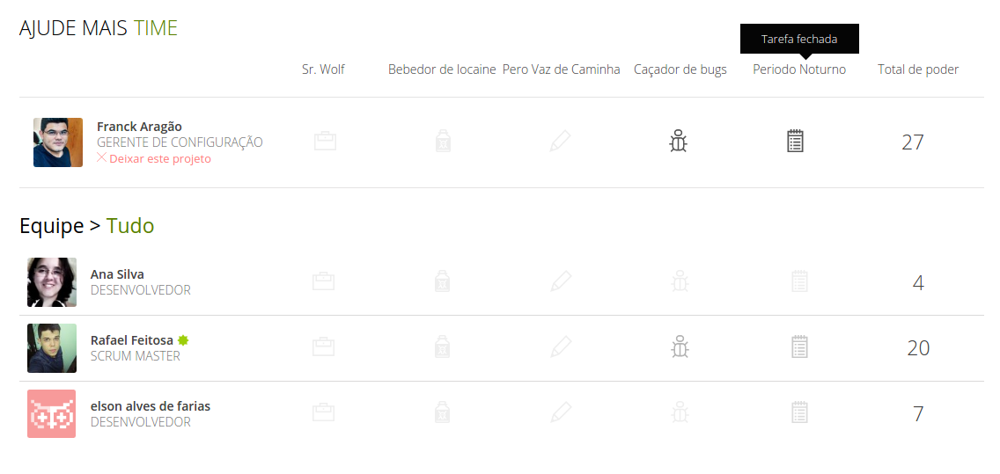 AJUDE MAIS TIME
Tarefa fechada
Sr. Wolf Bebedor de Iocaine Pero Vaz de Caminha Caçador de bugs Periodo Noturno Total de poder
Franck Aragão
GERENTE DE CONFIGURAÇÃO
Deixar este projeto
27
Equipe > Tudo
Ana Silva
DESENVOLVEDOR
4
Rafael Feitosa
SCRUM MASTER
20
elson alves de farias
DESENVOLVEDOR
7